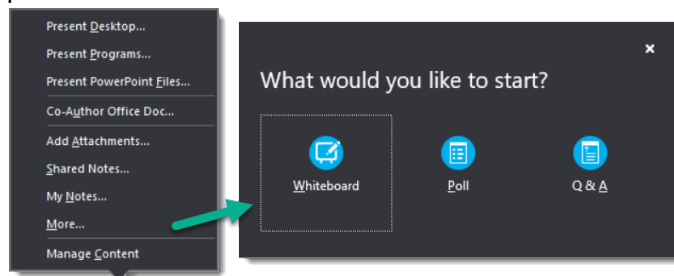 Present Desktop...
Present Programs...
Present PowerPoint Files...
Co-Author Office Doc...
Add Attachments...
Shared Notes...
My Notes...
More...
Manage Content
What would you like to start?
Whiteboard
Poll
Q & A